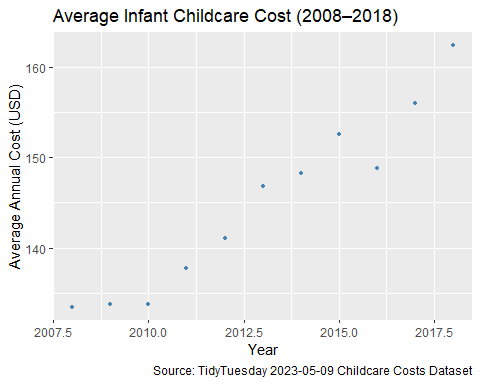 Average Infant Childcare Cost (2008–2018)
Average Annual Cost (USD)
160
150
140
2007.5 2010.0 2012.5 2015.0 2017.5
Year
Source: TidyTuesday 2023-05-09 Childcare Costs Dataset